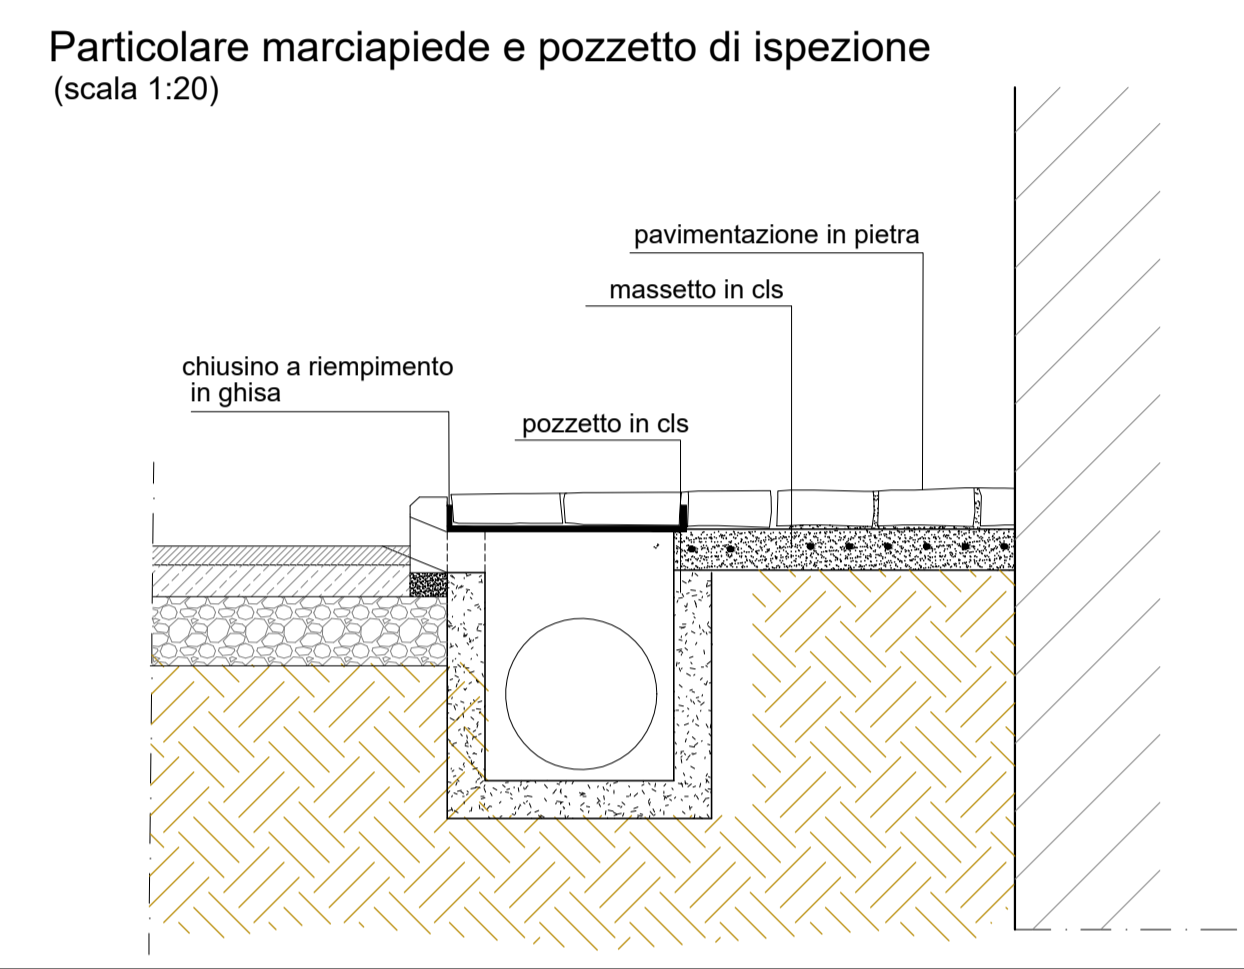 Particolare marciapiede e pozzetto di ispezione
(scala 1:20)
pavimentazione in pietra
massetto in cls
chiusino a riempimento
in ghisa
pozzetto in cls